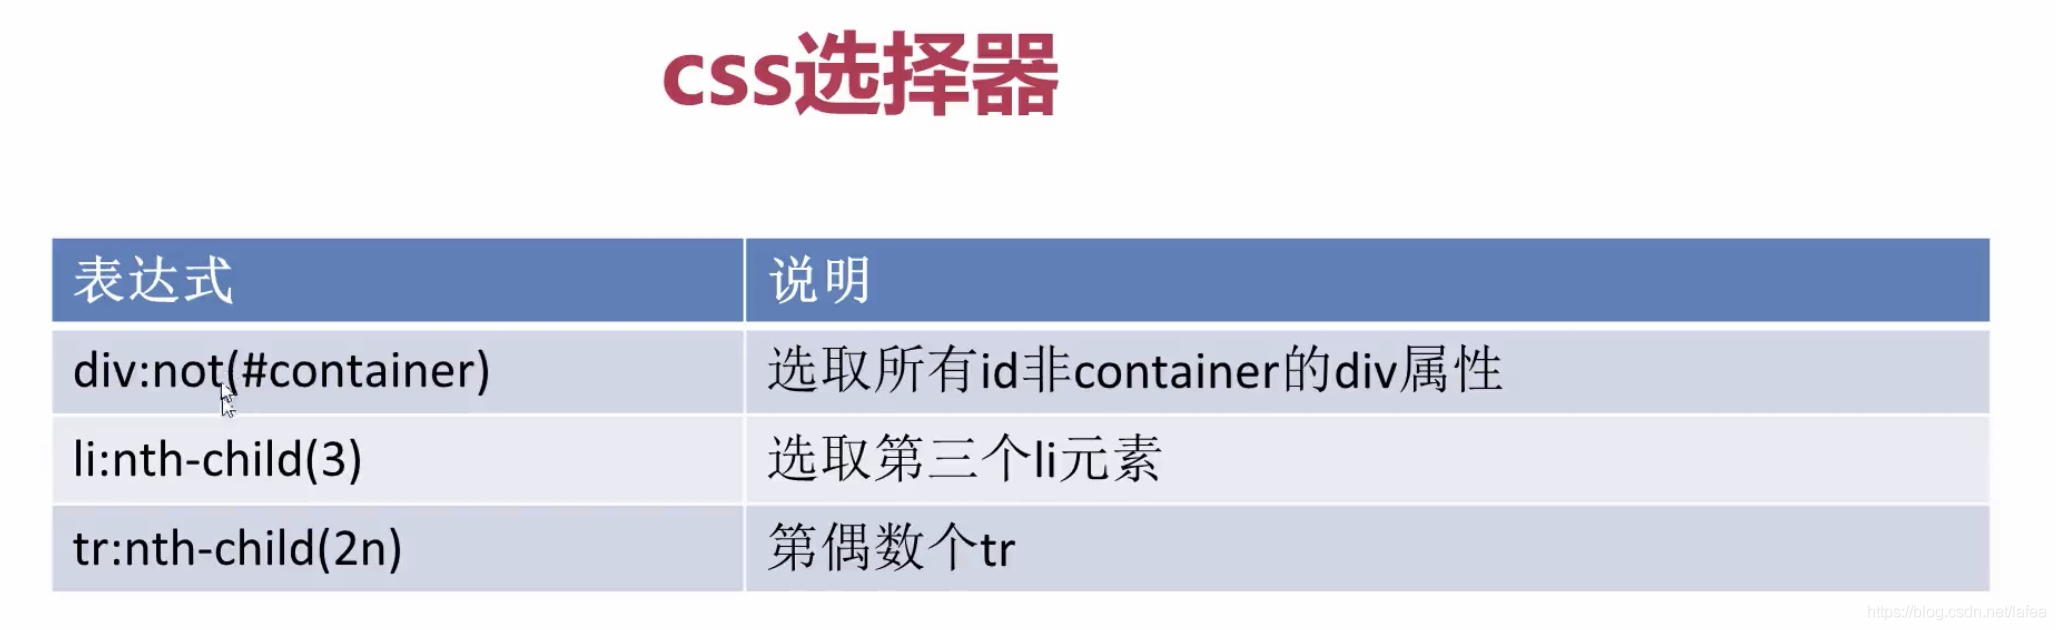 css选择器
表达式 说明
div:not(#container) 选取所有id非container的div属性
li:nth-child(3) 选取第三个li元素
tr:nth-child(2n) 第偶数个tr
https://blog.csdn.net/lafea